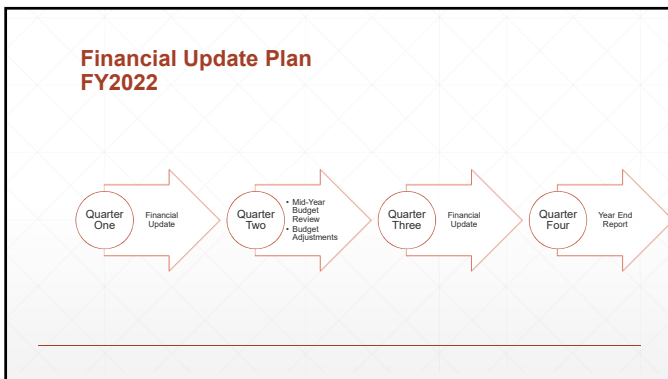 Financial Update Plan
FY2022
Quarter
One
Financial
Update
Quarter
Two
• Mid-Year
Budget
Review
• Budget
Adjustments
Quarter
Three
Financial
Update
Quarter
Four
Year End
Report